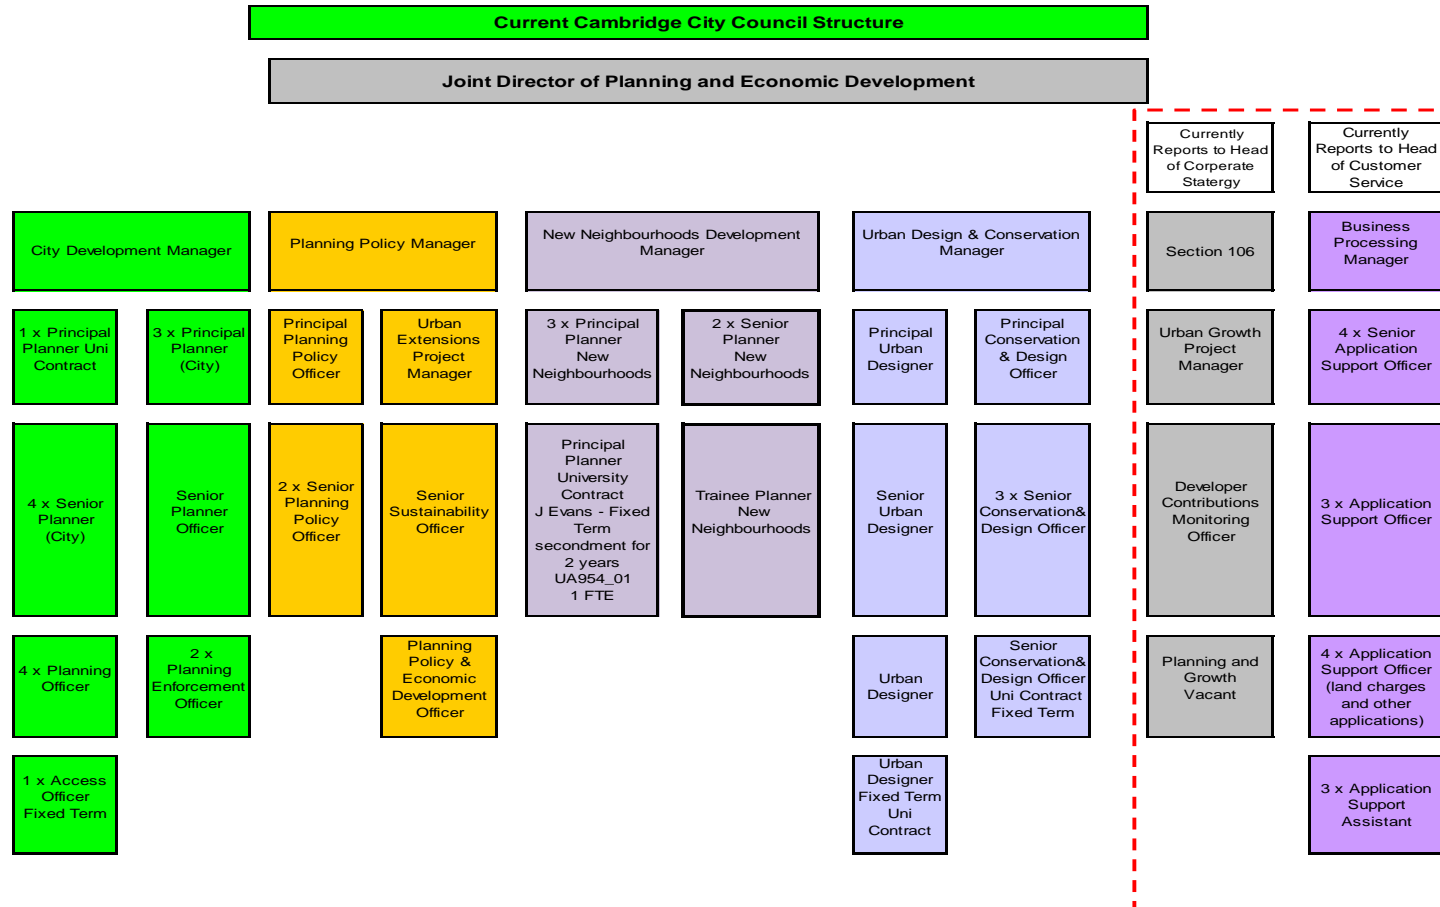 Current Cambridge City Council Structure
Joint Director of Planning and Economic Development
Currently
Reports to Head
of Corperate
Statergy
Currently
Reports to Head
of Customer
Service
City Development Manager
Planning Policy Manager
New Neighbourhoods Development
Manager
Urban Design & Conservation
Manager
Section 106
Business
Processing
Manager
1 x Principal
Planner Uni
Contract
3 x Principal
Planner
(City)
Principal
Planning
Policy
Officer
Urban
Extensions
Project
Manager
3 x Principal
Planner
New
Neighbourhoods
2 x Senior
Planner
New
Neighbourhoods
Principal
Urban
Designer
Principal
Conservation
& Design
Officer
Urban Growth
Project
Manager
4 x Senior
Application
Support Officer
4 x Senior
Planner
(City)
Senior
Planner
Officer
2 x Senior
Planning
Policy
Officer
Senior
Sustainability
Officer
Principal
Planner
University
Contract
J Evans - Fixed
Term
secondment for
2 years
UA954_01
1 FTE
Trainee Planner
New
Neighbourhoods
Senior
Urban
Designer
3 x Senior
Conservation&
Design Officer
Developer
Contributions
Monitoring
Officer
3 x Application
Support Officer
4 x Planning
Officer
2 x
Planning
Enforcement
Officer
Planning
Policy &
Economic
Development
Officer
Urban
Designer
Senior
Conservation&
Design Officer
Uni Contract
Fixed Term
Planning and
Growth
Vacant
4 x Application
Support Officer
(land charges
and other
applications)
1 x Access
Officer
Fixed Term
Urban
Designer
Fixed Term
Uni
Contract
3 x Application
Support
Assistant